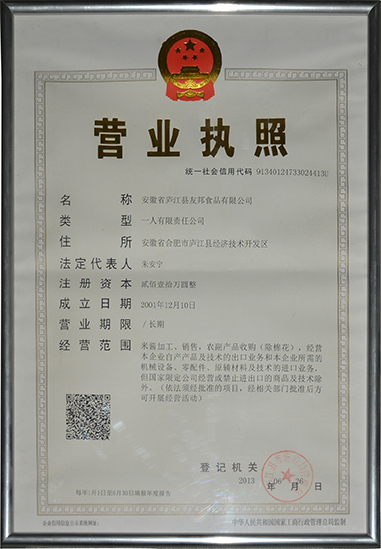 营业执照
统一社会信用代码 91340124733024413U
名称 安徽省庐江县友邦食品有限公司
类型 一人有限责任公司
住所 安徽省合肥市庐江县经济技术开发区
法定代表人 朱安宁
注册资本 贰佰壹拾万圆整
成立日期 2001年12月10日
营业期限 /长期
经营范围 米酱加工、销售,农副产品收购(除棉花),经营
本企业自产产品及技术的出口业务和本企业所需的
机械设备、零配件、原辅材料及技术的进口业务,
但国家限定公司经营或禁止进出口的商品及技术除
外。(依法须经批准的项目,经相关部门批准后方
可开展经营活动)
登记机关
2013 年 06 月 26 日
每年1月1日至6月30日填报年度报告
企业信用信息公示系统网址:
中华人民共和国国家工商行政管理总局监制